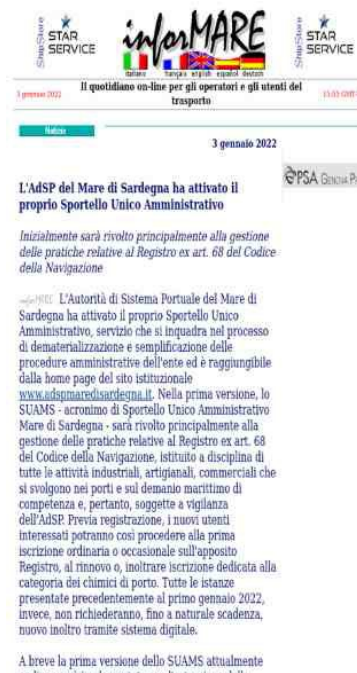 ShipStore
STAR
SERVICE
inforMARE
ShipStore
STAR
SERVICE
italiano français english español deutsch
3 gennaio 2022
Il quotidiano on-line per gli operatori e gli utenti del
trasporto
Notizie
3 gennaio 2022
PSA Genova
L'AdSP del Mare di Sardegna ha attivato il
proprio Sportello Unico Amministrativo
Inizialmente sarà rivolto principalmente alla gestione
delle pratiche relative al Registro ex art. 68 del Codice
della Navigazione
inforMARE L'Autorità di Sistema Portuale del Mare di
Sardegna ha attivato il proprio Sportello Unico
Amministrativo, servizio che si inquadra nel processo
di dematerializzazione e semplificazione delle
procedure amministrative dell'ente ed è raggiungibile
dalla home page del sito istituzionale
www.adspmaredisardegna.it. Nella prima versione, lo
SUAMS - acronimo di Sportello Unico Amministrativo
Mare di Sardegna - sarà rivolto principalmente alla
gestione delle pratiche relative al Registro ex art. 68
del Codice della Navigazione, istituito a disciplina di
tutte le attività industriali, artigianali, commerciali che
si svolgono nei porti e sul demanio marittimo di
competenza e, pertanto, soggette a vigilanza
dell'AdSP. Previa registrazione, i nuovi utenti
interessati potranno così procedere alla prima
iscrizione ordinaria o occasionale sull'apposito
Registro, al rinnovo o, inoltrare iscrizione dedicata alla
categoria dei chimici di porto. Tutte le istanze
presentate precedentemente al primo gennaio 2022,
invece, non richiederanno, fino a naturale scadenza,
nuovo inoltro tramite sistema digitale.
A breve la prima versione dello SUAMS attualmente